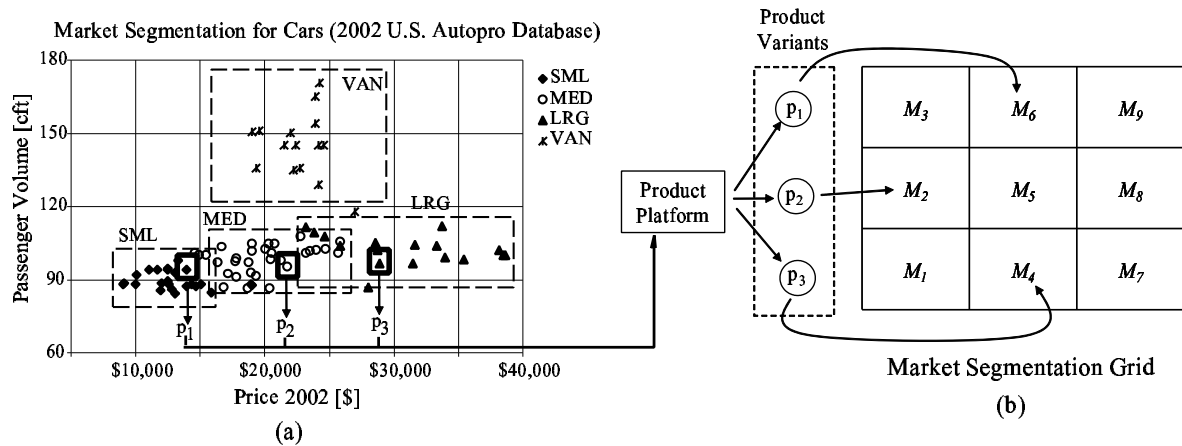 Market Segmentation for Cars (2002 U.S. Autopro Database)
Passenger Volume [cft]
180
150
120
90
60
VAN
SML
MED
LRG
VAN
LRG
MED
SML
p1
p2
p3
$10,000
$20,000
$30,000
$40,000
Price 2002 [$]
(a)
Product
Platform
Product
Variants
p1
p2
p3
M3
M6
M9
M2
M5
M8
M1
M4
M7
Market Segmentation Grid
(b)